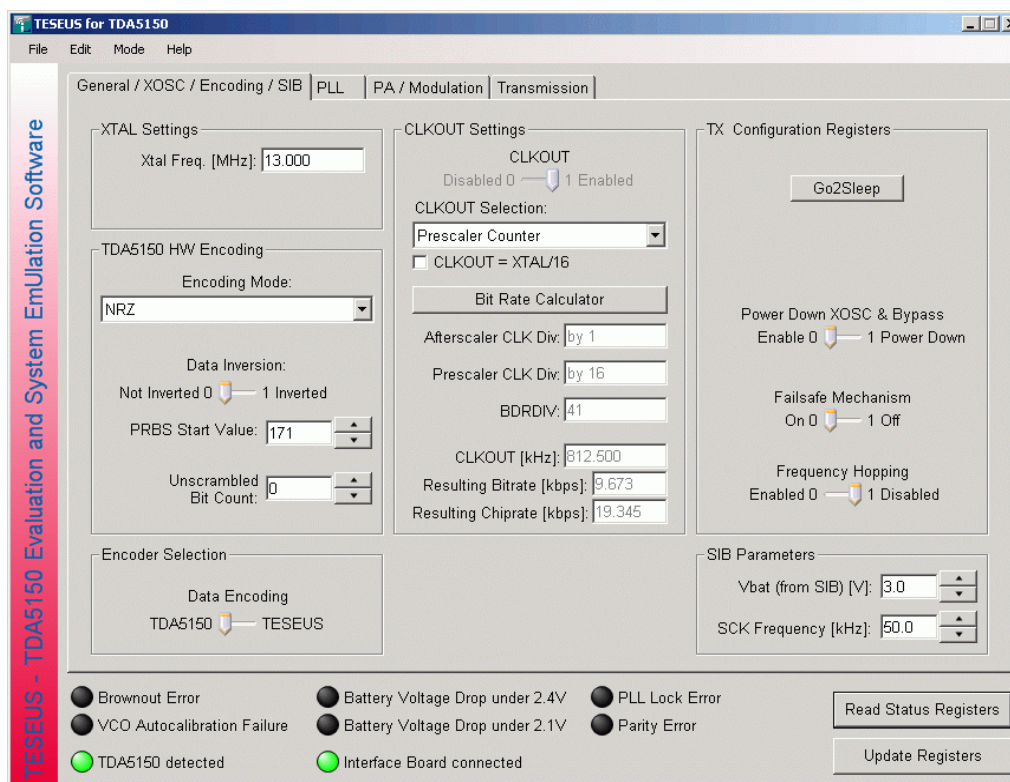 TESEUS for TDA5150
File Edit Mode Help
General / XOSC / Encoding / SIB PLL PA / Modulation Transmission
TESEUS - TDA5150 Evaluation and System EmUlation Software
XTAL Settings
Xtal Freq. [MHz]: 13.000
TDA5150 HW Encoding
Encoding Mode:
NRZ
Data Inversion:
Not Inverted 0 1 Inverted
PRBS Start Value: 171
Unscrambled
Bit Count: 0
Encoder Selection
Data Encoding
TDA5150 TESEUS
CLKOUT Settings
CLKOUT
Disabled 0 1 Enabled
CLKOUT Selection:
Prescaler Counter
CLKOUT = XTAL/16
Bit Rate Calculator
Afterscaler CLK Div: by 1
Prescaler CLK Div: by 16
BDRDIV: 41
CLKOUT [kHz]: 812.500
Resulting Bitrate [kbps]: 9.673
Resulting Chiprate [kbps]: 19.345
TX Configuration Registers
Go2Sleep
Power Down XOSC & Bypass
Enable 0 1 Power Down
Failsafe Mechanism
On 0 1 Off
Frequency Hopping
Enabled 0 1 Disabled
SIB Parameters
Vbat (from SIB) [V]: 3.0
SCK Frequency [kHz]: 50.0
Brownout Error Battery Voltage Drop under 2.4V PLL Lock Error
VCO Autocalibration Failure Battery Voltage Drop under 2.1V Parity Error
TDA5150 detected Interface Board connected
Read Status Registers
Update Registers